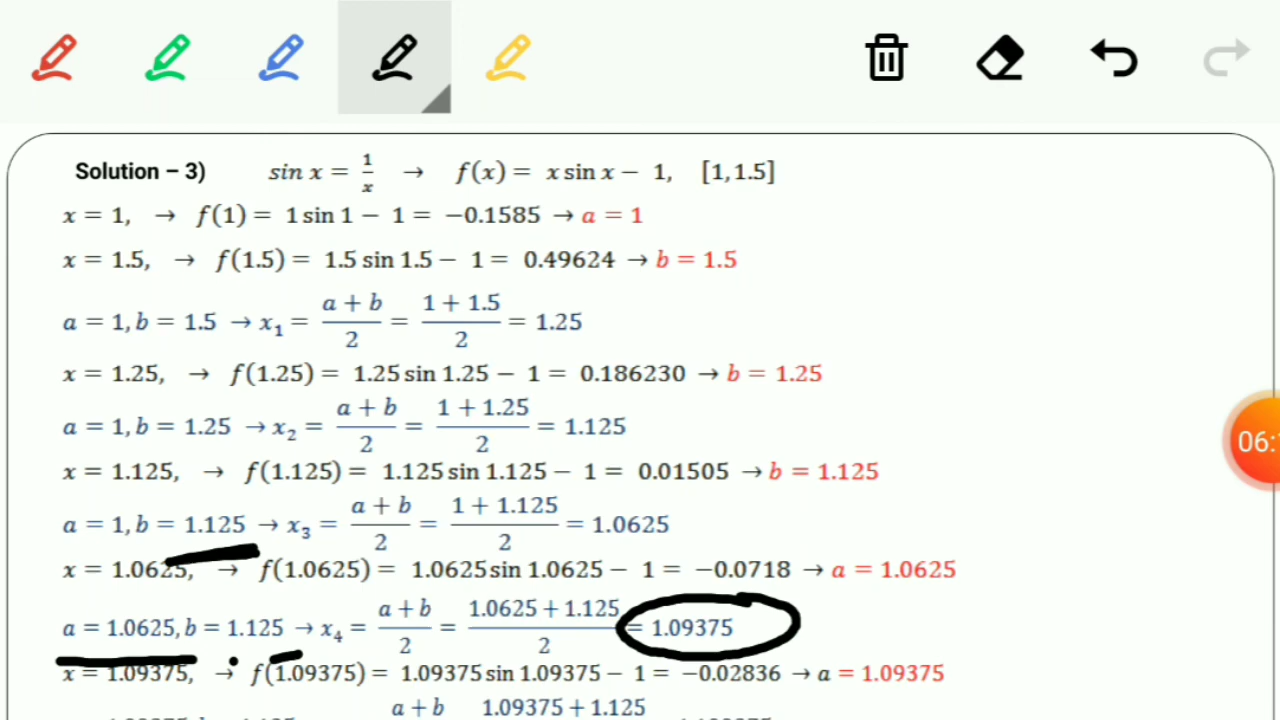 Solution – 3) sin x = 1/x → f(x) = x sin x − 1, [1,1.5]
x = 1, → f(1) = 1 sin 1 − 1 = −0.1585 → a = 1
x = 1.5, → f(1.5) = 1.5 sin 1.5 − 1 = 0.49624 → b = 1.5
a = 1, b = 1.5 → x₁ = (a + b)/2 = (1 + 1.5)/2 = 1.25
x = 1.25, → f(1.25) = 1.25 sin 1.25 − 1 = 0.186230 → b = 1.25
a = 1, b = 1.25 → x₂ = (a + b)/2 = (1 + 1.25)/2 = 1.125
x = 1.125, → f(1.125) = 1.125 sin 1.125 − 1 = 0.01505 → b = 1.125
a = 1, b = 1.125 → x₃ = (a + b)/2 = (1 + 1.125)/2 = 1.0625
x = 1.0625, → f(1.0625) = 1.0625 sin 1.0625 − 1 = −0.0718 → a = 1.0625
a = 1.0625, b = 1.125 → x₄ = (a + b)/2 = (1.0625 + 1.125)/2 = 1.09375
x = 1.09375, → f(1.09375) = 1.09375 sin 1.09375 − 1 = −0.02836 → a = 1.09375
a + b 1.09375 + 1.125
06: